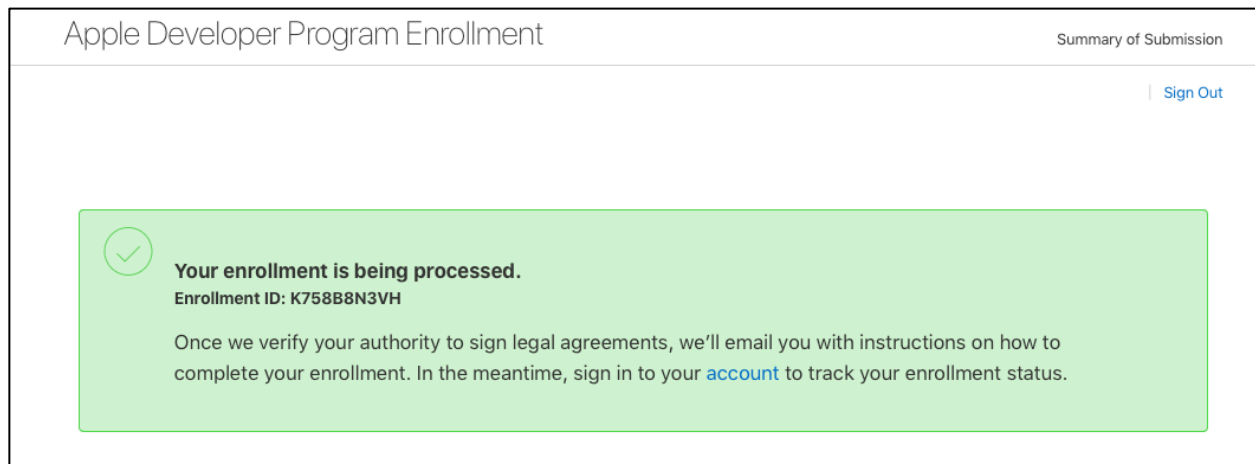 Apple Developer Program Enrollment
Summary of Submission
Sign Out
Your enrollment is being processed.
Enrollment ID: K758B8N3VH
Once we verify your authority to sign legal agreements, we’ll email you with instructions on how to
complete your enrollment. In the meantime, sign in to your account to track your enrollment status.